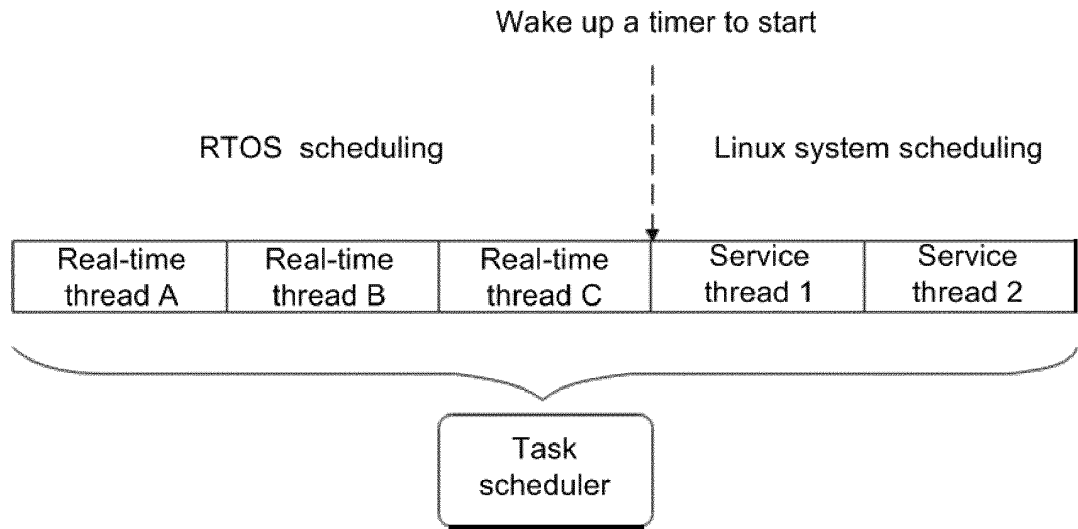 Wake up a timer to start
RTOS scheduling
Linux system scheduling
Real-time
thread A
Real-time
thread B
Real-time
thread C
Service
thread 1
Service
thread 2
Task
scheduler